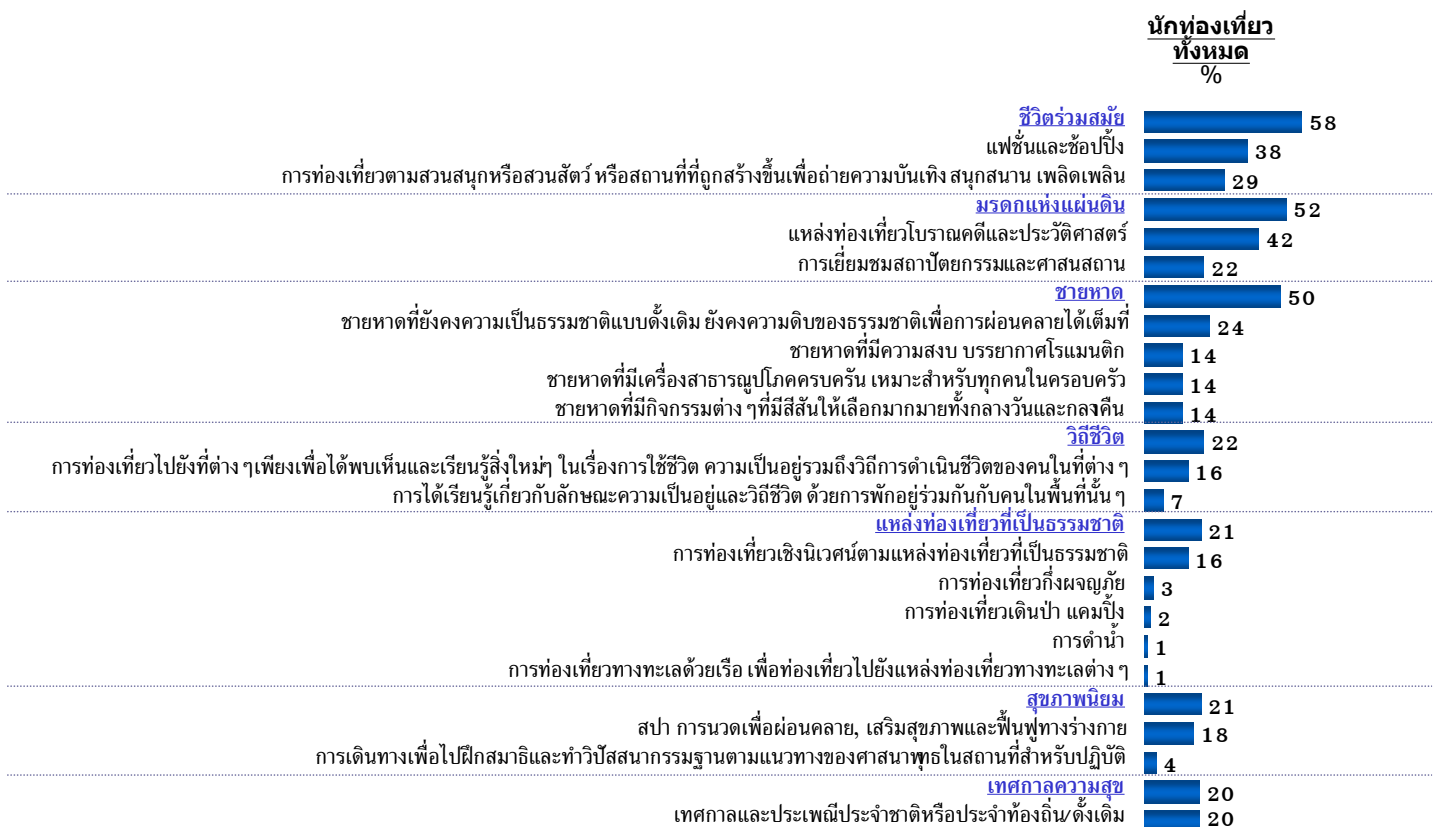 นักท่องเที่ยว
ทั้งหมด
%
ชีวิตร่วมสมัย 58
แฟชั่นและช้อปปิ้ง 38
การท่องเที่ยวตามสวนสนุกหรือสวนสัตว์ หรือสถานที่ที่ถูกสร้างขึ้นเพื่อถ่ายความบันเทิง สนุกสนาน เพลิดเพลิน 29
มรดกแห่งแผ่นดิน 52
แหล่งท่องเที่ยวโบราณคดีและประวัติศาสตร์ 42
การเยี่ยมชมสถาปัตยกรรมและศาสนสถาน 22
ชายหาด 50
ชายหาดที่ยังคงความเป็นธรรมชาติแบบดั้งเดิม ยังคงความดิบของธรรมชาติเพื่อการผ่อนคลายได้เต็มที่ 24
ชายหาดที่มีความสงบ บรรยากาศโรแมนติก 14
ชายหาดที่มีเครื่องสาธารณูปโภคครบครัน เหมาะสำหรับทุกคนในครอบครัว 14
ชายหาดที่มีกิจกรรมต่าง ๆที่มีสีสันให้เลือกมากมายทั้งกลางวันและกลางคืน 14
วิถีชีวิต 22
การท่องเที่ยวไปยังที่ต่าง ๆเพียงเพื่อได้พบเห็นและเรียนรู้สิ่งใหม่ๆ ในเรื่องการใช้ชีวิต ความเป็นอยู่รวมถึงวิถีการดำเนินชีวิตของคนในที่ต่าง ๆ 16
การได้เรียนรู้เกี่ยวกับลักษณะความเป็นอยู่และวิถีชีวิต ด้วยการพักอยู่ร่วมกันกับคนในพื้นที่นั้น ๆ 7
แหล่งท่องเที่ยวที่เป็นธรรมชาติ 21
การท่องเที่ยวเชิงนิเวศน์ตามแหล่งท่องเที่ยวที่เป็นธรรมชาติ 16
การท่องเที่ยวกึ่งผจญภัย 3
การท่องเที่ยวเดินป่า แคมปิ้ง 2
การดำน้ำ 1
การท่องเที่ยวทางทะเลด้วยเรือ เพื่อท่องเที่ยวไปยังแหล่งท่องเที่ยวทางทะเลต่าง ๆ 1
สุขภาพนิยม 21
สปา การนวดเพื่อผ่อนคลาย, เสริมสุขภาพและฟื้นฟูทางร่างกาย 18
การเดินทางเพื่อไปฝึกสมาธิและทำวิปัสสนากรรมฐานตามแนวทางของศาสนาพุทธในสถานที่สำหรับปฏิบัติ 4
เทศกาลความสุข 20
เทศกาลและประเพณีประจำชาติหรือประจำท้องถิ่น/ดั้งเดิม 20